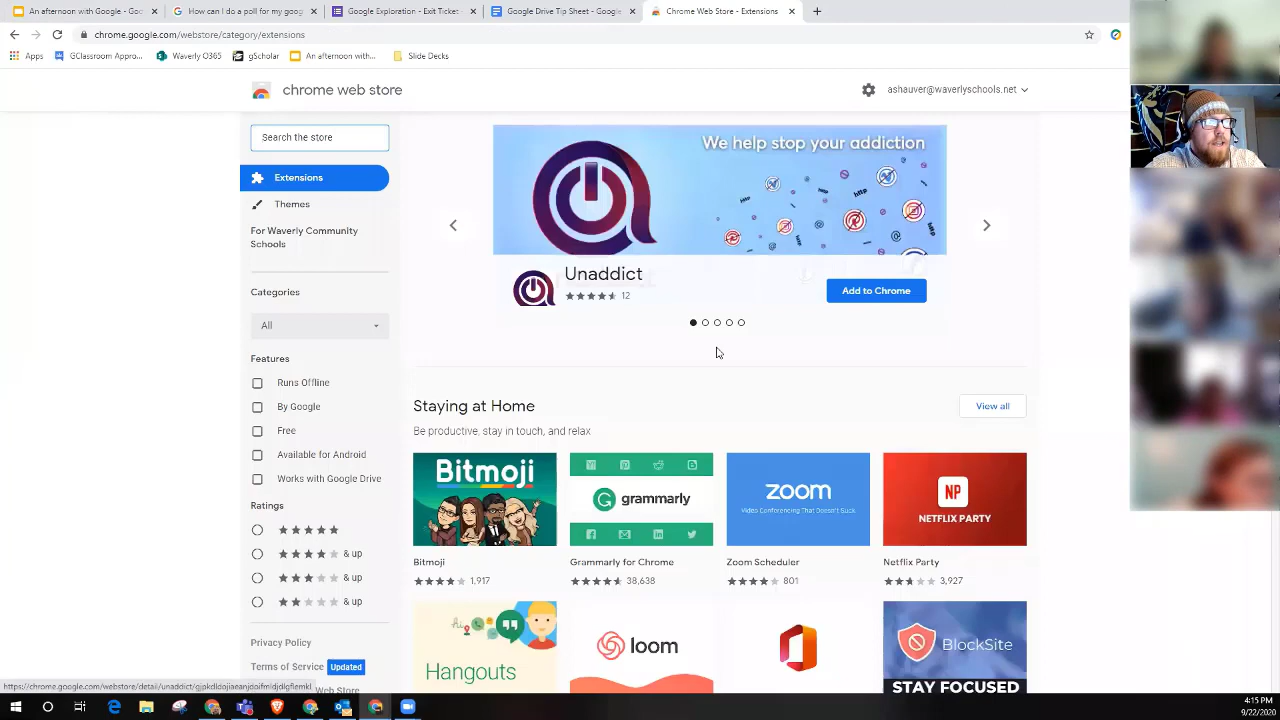 An afternoon with Google - Goo
How can I do a poll for my goog
Google Exploration - Exit Ticket
Google Drive Tip Sheet - Google
Chrome Web Store - Extensions
chrome.google.com/webstore/category/extensions
Apps
GClassroom Appro...
Waverly O365
gScholar
An afternoon with...
Slide Decks
chrome web store
ashauver@waverlyschools.net
Search the store
Extensions
Themes
For Waverly Community
Schools
Categories
All
Features
Runs Offline
By Google
Free
Available for Android
Works with Google Drive
Ratings
& up
& up
& up
Privacy Policy
Terms of Service Updated
We help stop your addiction
http
http
http
Unaddict
12
Add to Chrome
Staying at Home
View all
Be productive, stay in touch, and relax
Bitmoji
grammarly
zoom
Video Conferencing That Doesn't Suck.
NP
NETFLIX PARTY
Bitmoji
Grammarly for Chrome
Zoom Scheduler
Netflix Party
1,917
38,638
801
3,927
Hangouts
loom
BlockSite
STAY FOCUSED
Web Store
4:15 PM
9/22/2020